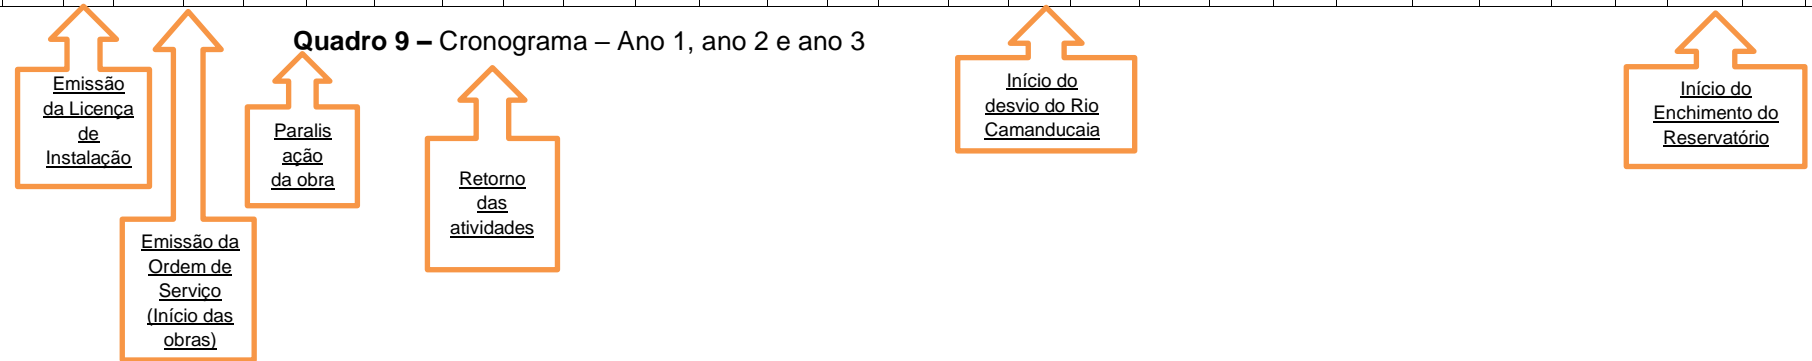 Quadro 9 – Cronograma – Ano 1, ano 2 e ano 3
Emissão
da Licença
de
Instalação
Emissão da
Ordem de
Serviço
(Início das
obras)
Paralis
ação
da obra
Retorno
das
atividades
Início do
desvio do Rio
Camanducaia
Início do
Enchimento do
Reservatório